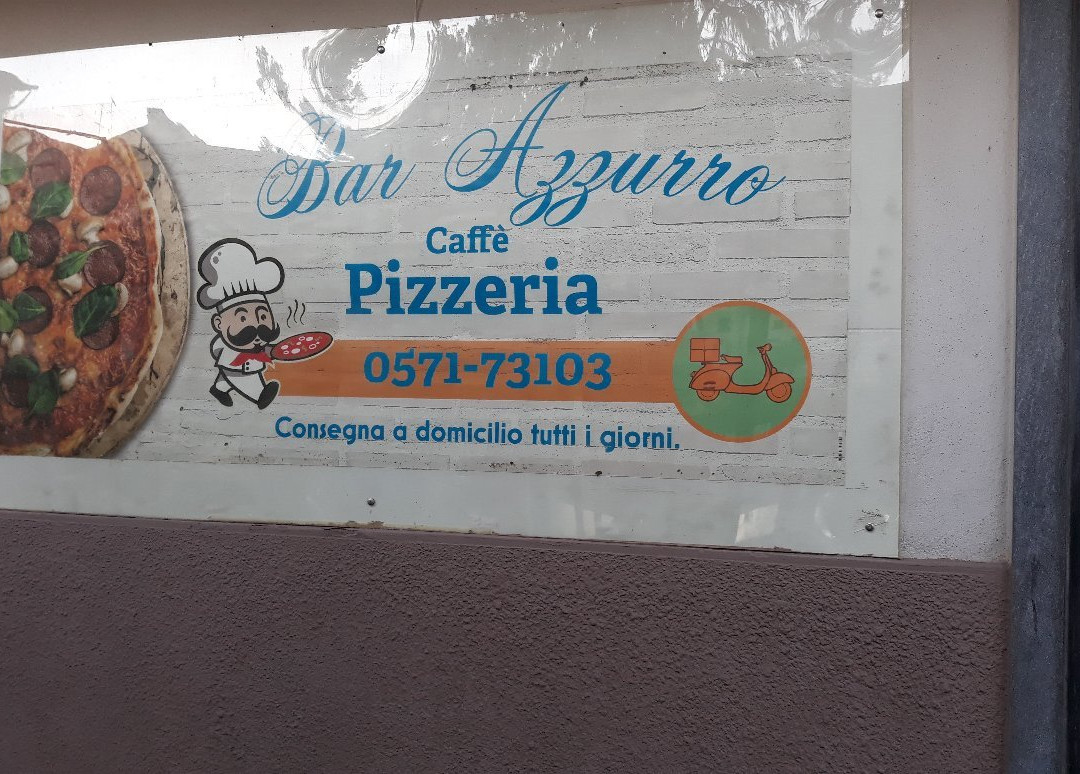 Bar Azzurro
Caffè
Pizzeria
0571-73103
Consegna a domicilio tutti i giorni.